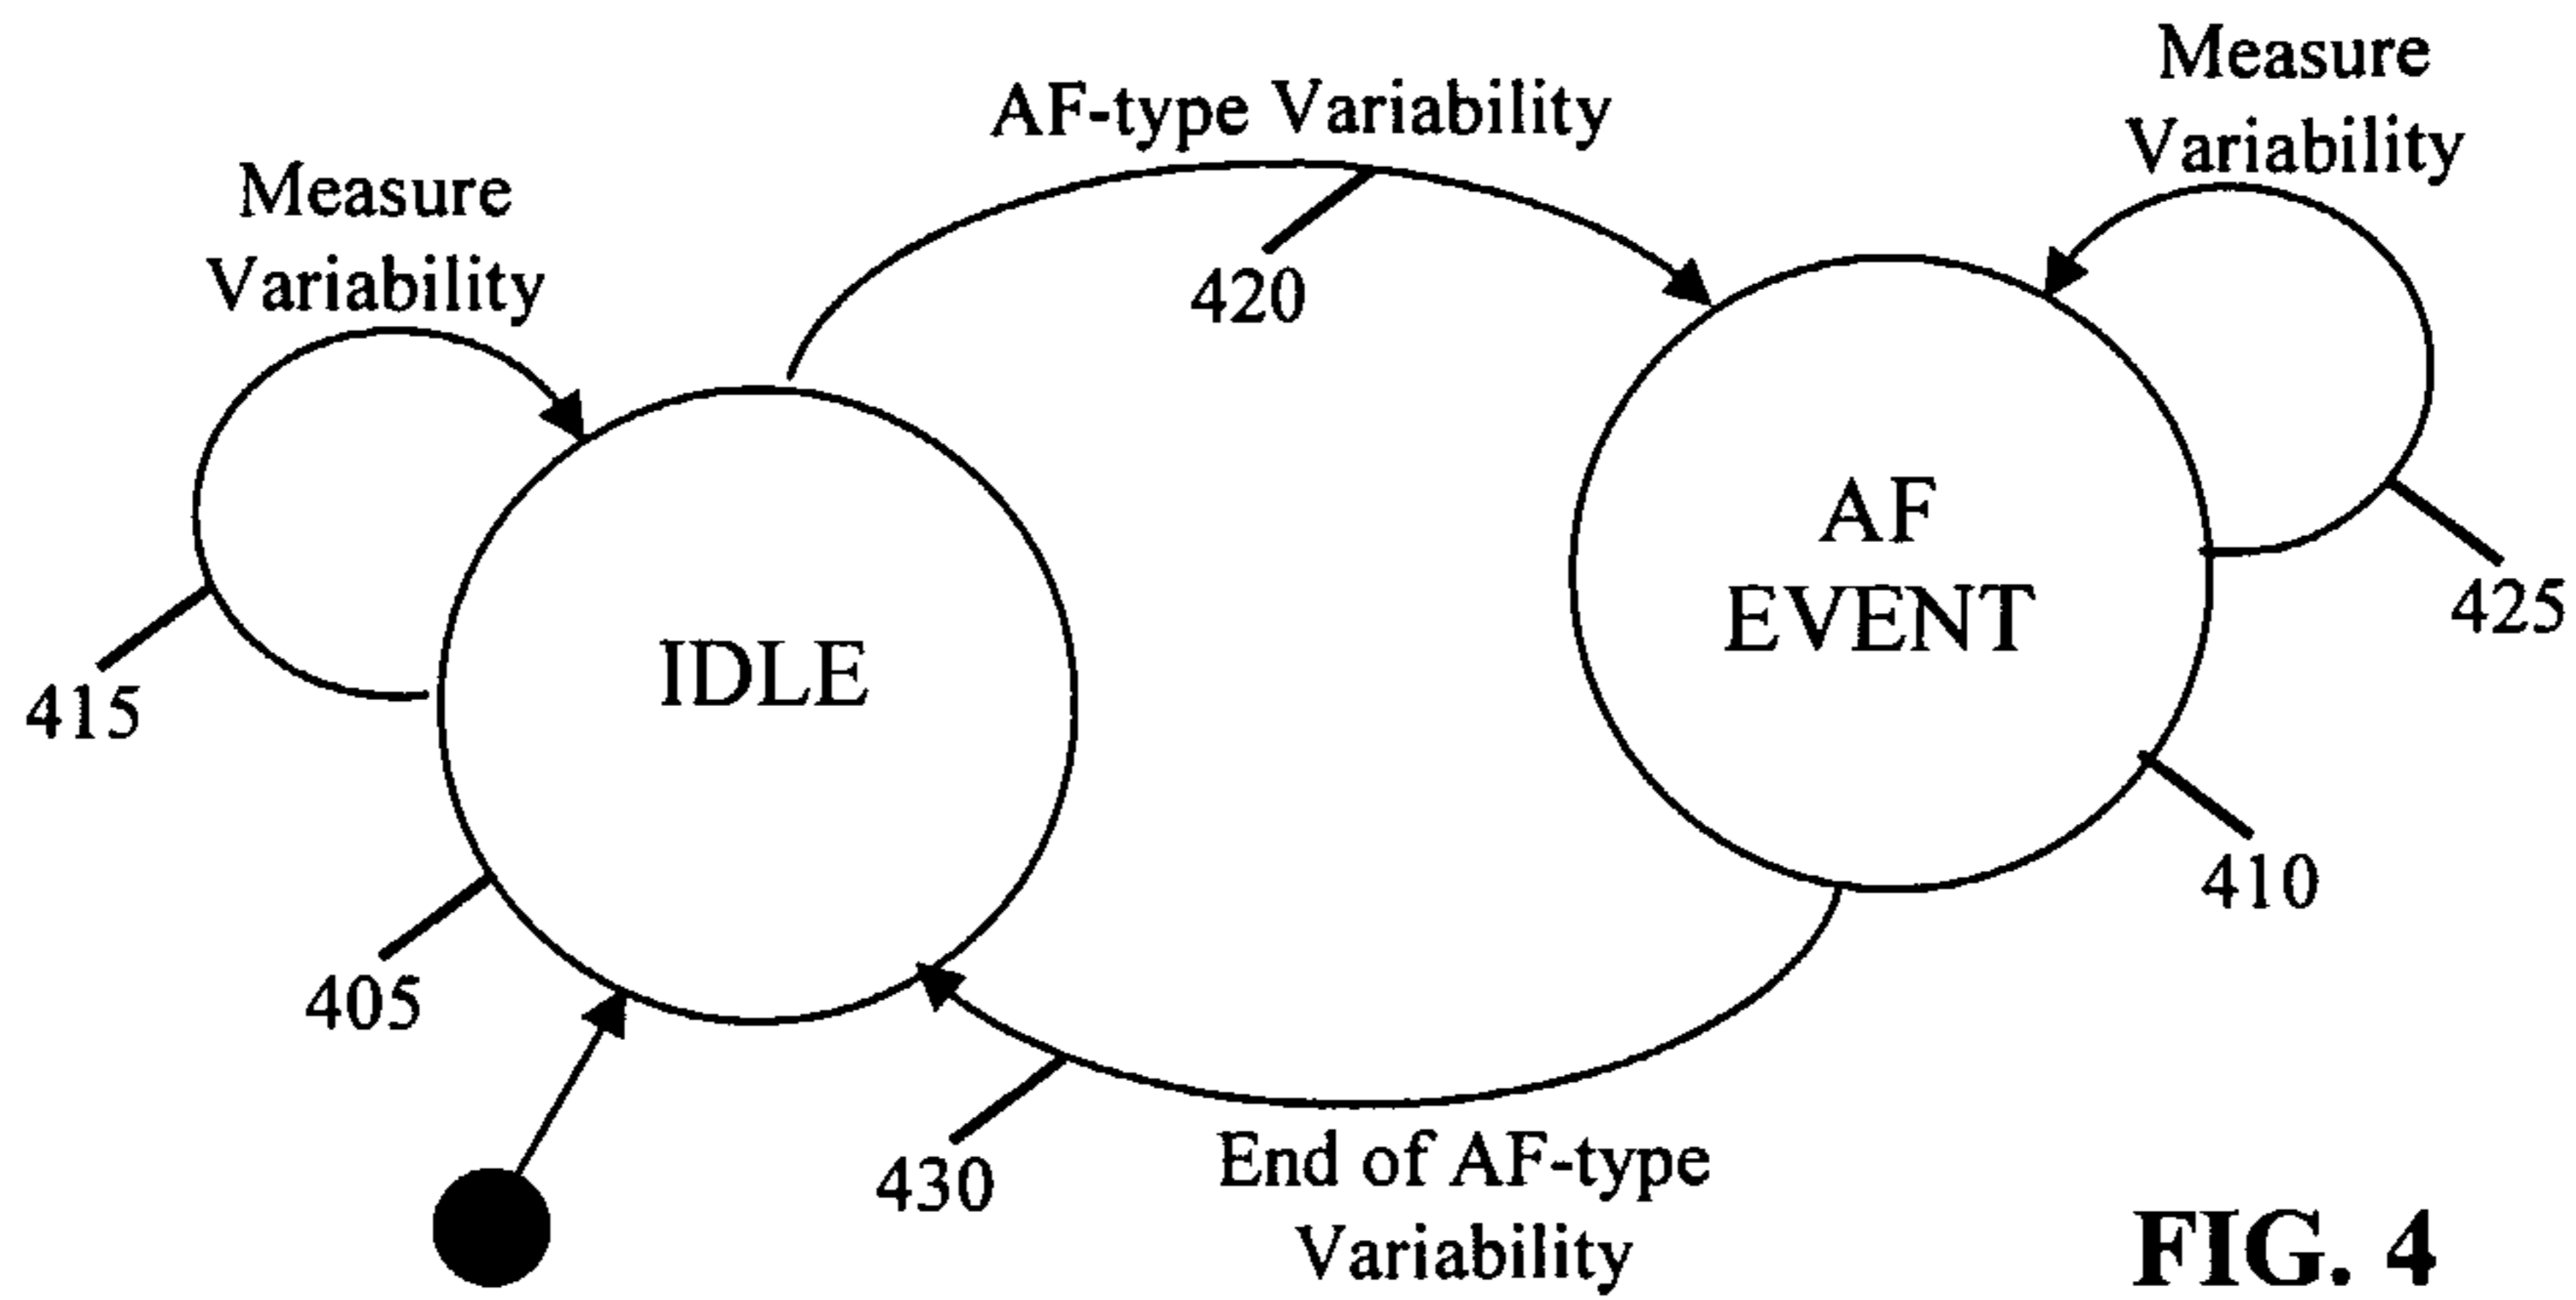 Measure
Variability
AF-type Variability
Measure
Variability
420
415
IDLE
AF
EVENT
425
410
405
430
End of AF-type
Variability
FIG. 4